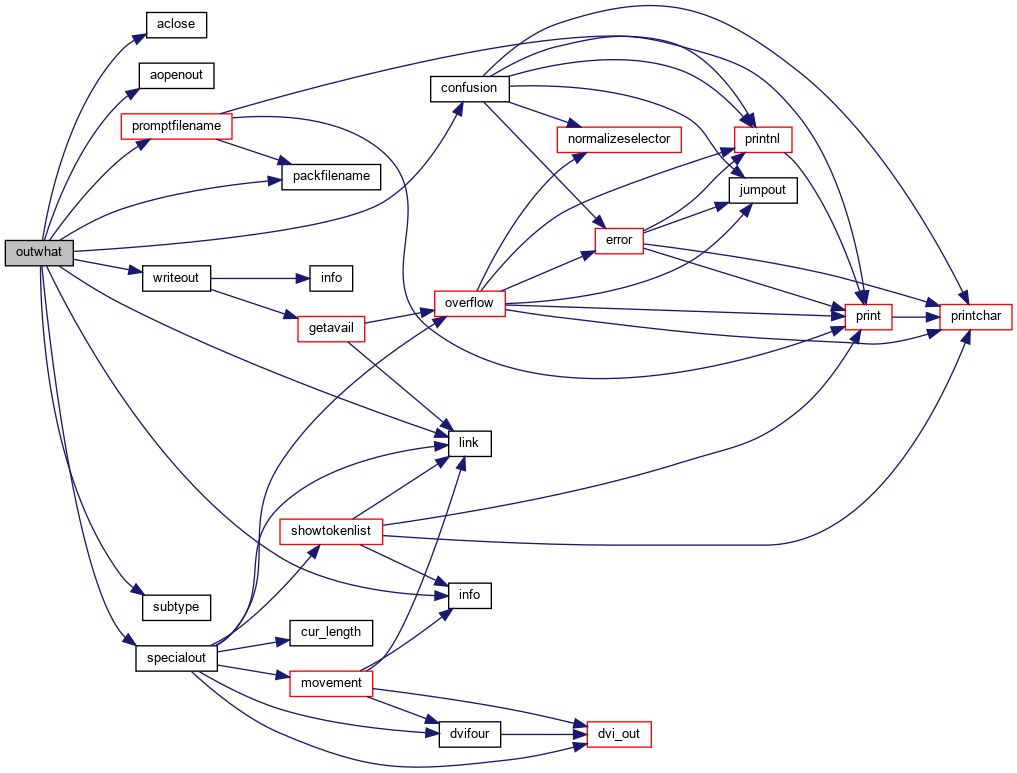 aclose
aopenout
confusion
promptfilename
normalizeselector
printnl
packfilename
jumpout
error
outwhat
writeout
info
overflow
getavail
print
printchar
link
showtokenlist
info
subtype
cur_length
specialout
movement
dvifour
dvi_out